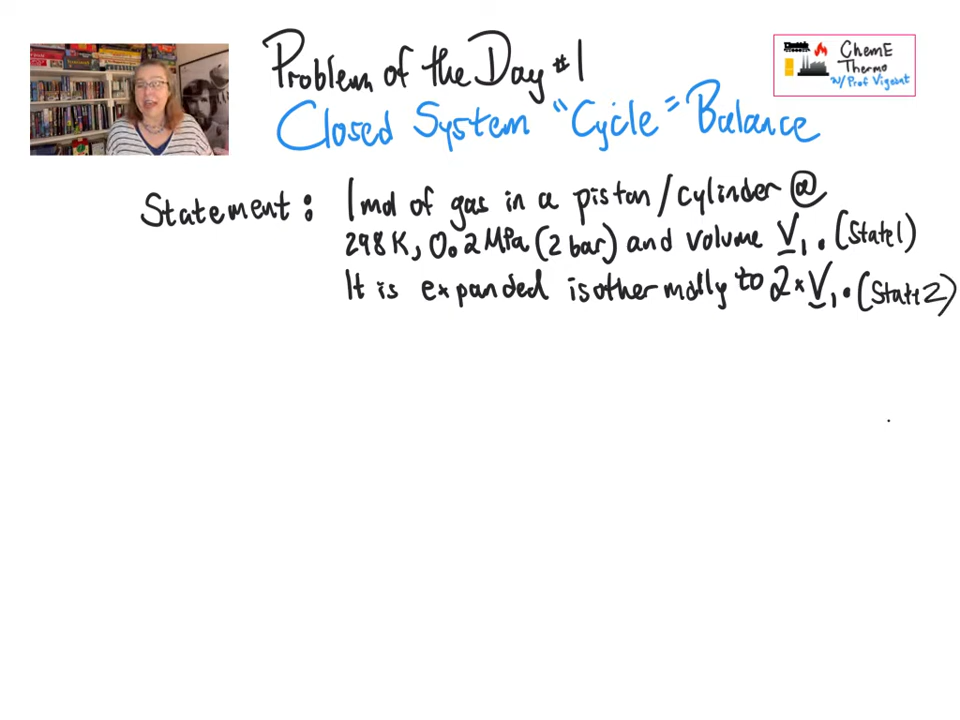 Problem of the Day #1
Closed System "Cycle" Balance
ChemE
Thermo
w/ Prof Vigeant
Statement: 1 mol of gas in a piston/cylinder @
298 K, 0.2 MPa (2 bar) and volume V₁. (State 1)
It is expanded isothermally to 2 * V₁. (State 2)